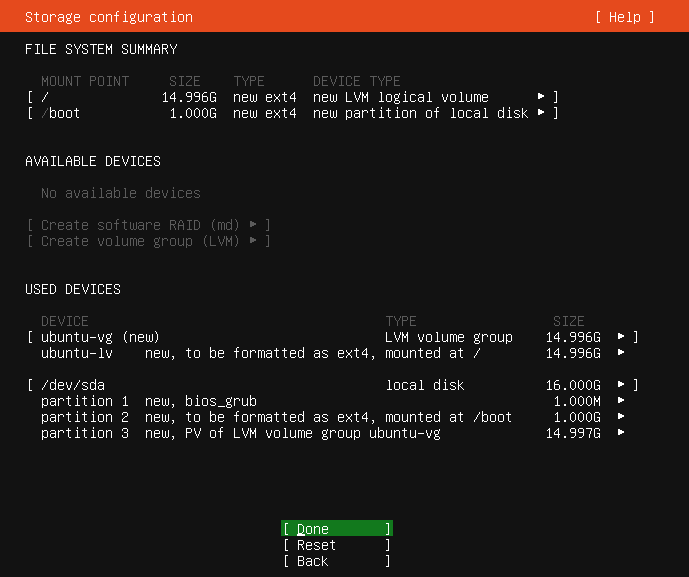 Storage configuration [ Help ]
FILE SYSTEM SUMMARY
MOUNT POINT SIZE TYPE DEVICE TYPE
[ / 14.996G new ext4 new LVM logical volume ▸ ]
[ /boot 1.000G new ext4 new partition of local disk ▸ ]
AVAILABLE DEVICES
No available devices
[ Create software RAID (md) ▸ ]
[ Create volume group (LVM) ▸ ]
USED DEVICES
DEVICE TYPE SIZE
[ ubuntu-vg (new) LVM volume group 14.996G ▸ ]
ubuntu-lv new, to be formatted as ext4, mounted at / 14.996G ▸
[ /dev/sda local disk 16.000G ▸ ]
partition 1 new, bios_grub 1.000M ▸
partition 2 new, to be formatted as ext4, mounted at /boot 1.000G ▸
partition 3 new, PV of LVM volume group ubuntu-vg 14.997G ▸
[ Done ]
[ Reset ]
[ Back ]